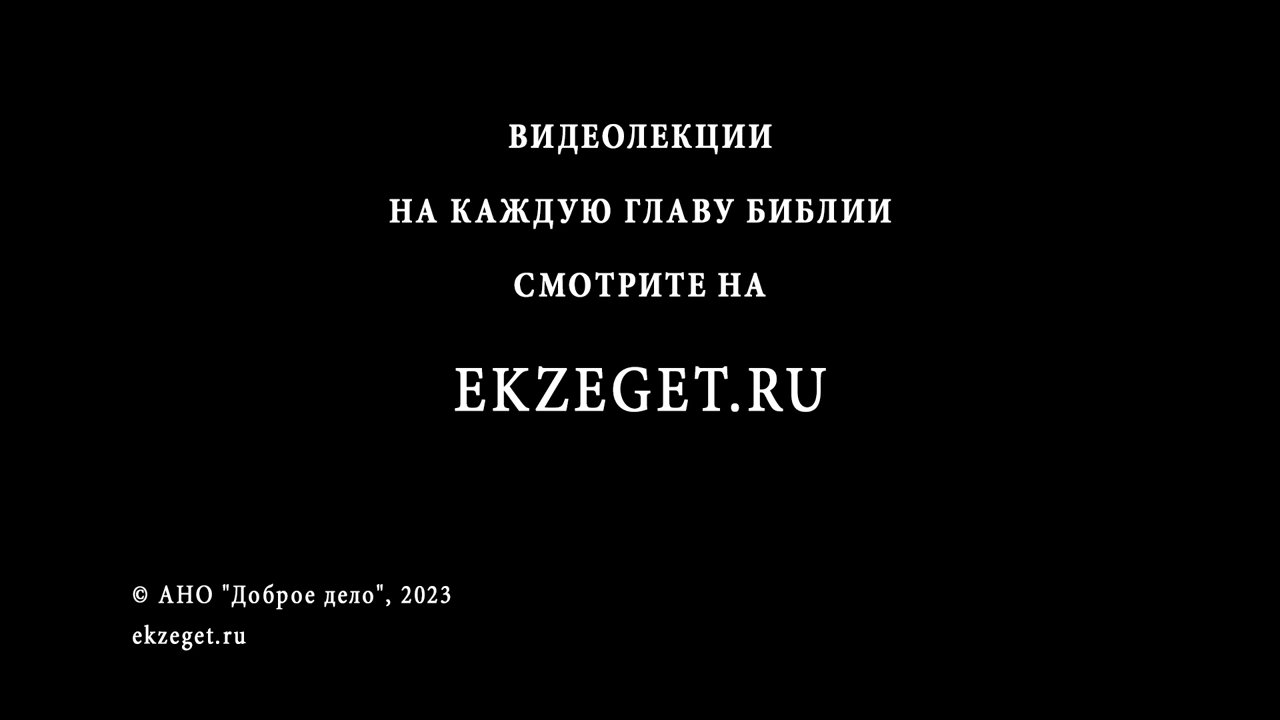 ВИДЕОЛЕКЦИИ
НА КАЖДУЮ ГЛАВУ БИБЛИИ
СМОТРИТЕ НА
EKZEGET.RU
© АНО "Доброе дело", 2023
ekzeget.ru